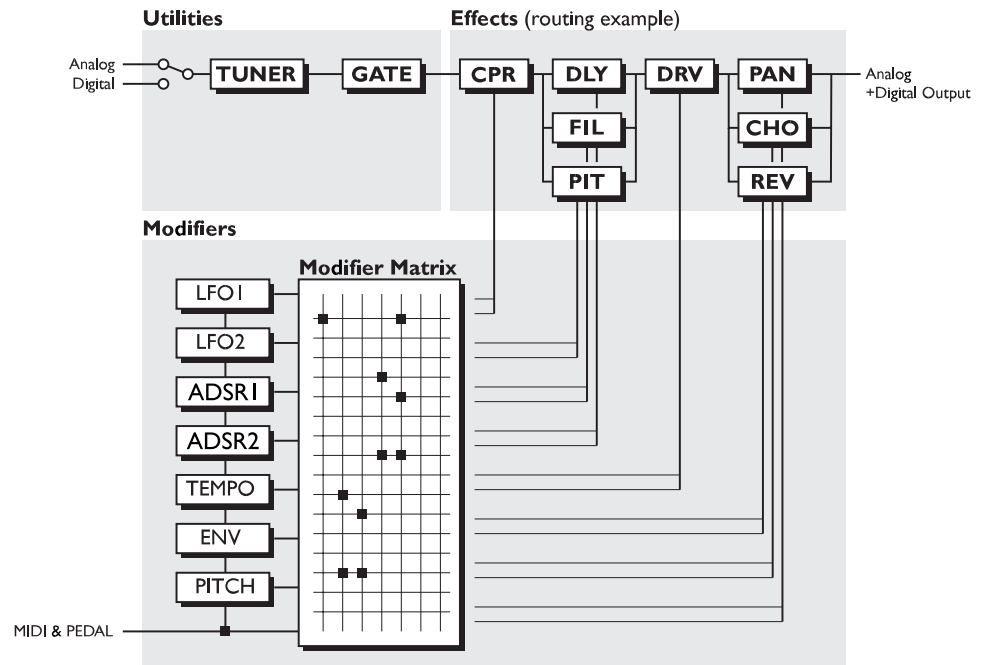 Utilities
Effects (routing example)
Analog
Digital
TUNER
GATE
CPR
DLY
DRV
PAN
Analog
+Digital Output
FIL
CHO
PIT
REV
Modifiers
Modifier Matrix
LFO1
LFO2
ADSR1
ADSR2
TEMPO
ENV
PITCH
MIDI & PEDAL